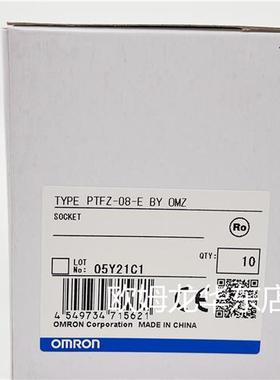 TYPE PTFZ-08-E BY OMZ
SOCKET
Ro
LOT No: 05Y21C1
QTY: 10
4 549734 715621
CE
OMRON Corporation MADE IN CHINA
OMRON